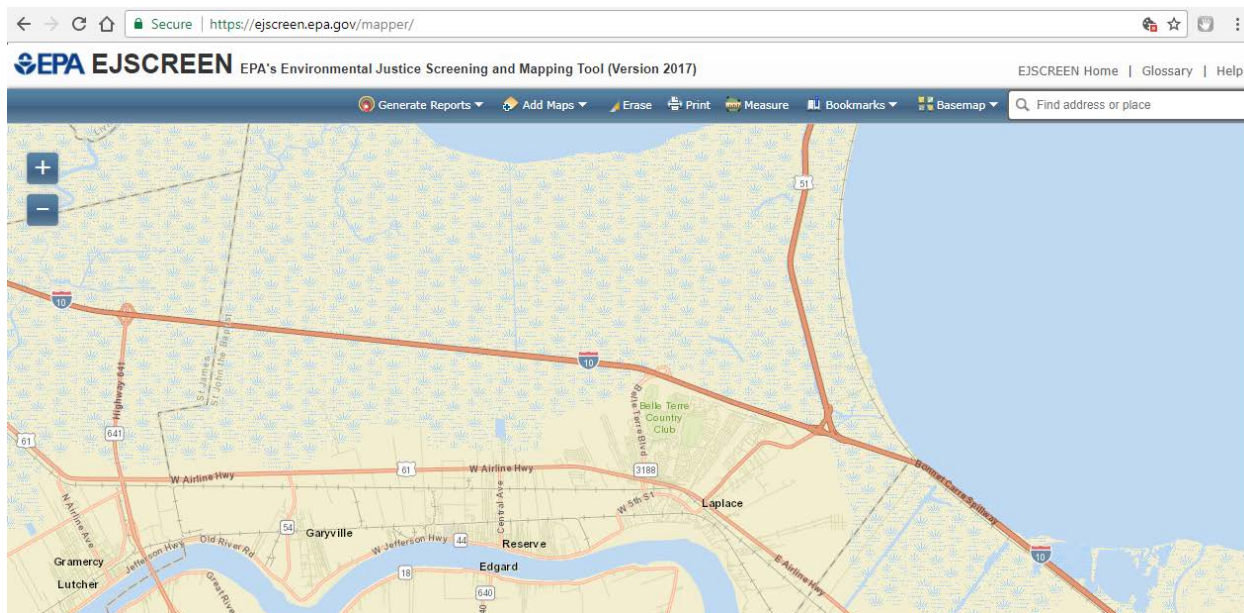 Secure | https://ejscreen.epa.gov/mapper/
EPA EJSCREEN EPA's Environmental Justice Screening and Mapping Tool (Version 2017)
EJSCREEN Home | Glossary | Help
Generate Reports Add Maps Erase Print Measure Bookmarks Basemap Find address or place
+
−
51
10
St James
St John the Baptist
10
Highway 641
Belle Terre Blvd
Belle Terre
Country
Club
641
61
61
W Airline Hwy
W Airline Hwy
3188
Bonnet Carre Spillway
N Airline Ave
Central Ave
W 5th St
Laplace
54
Garyville
Jefferson Hwy
Old River Rd
W Jefferson Hwy
44
Reserve
Gramercy
Edgard
10
E Airline Hwy
Lutcher
18
640